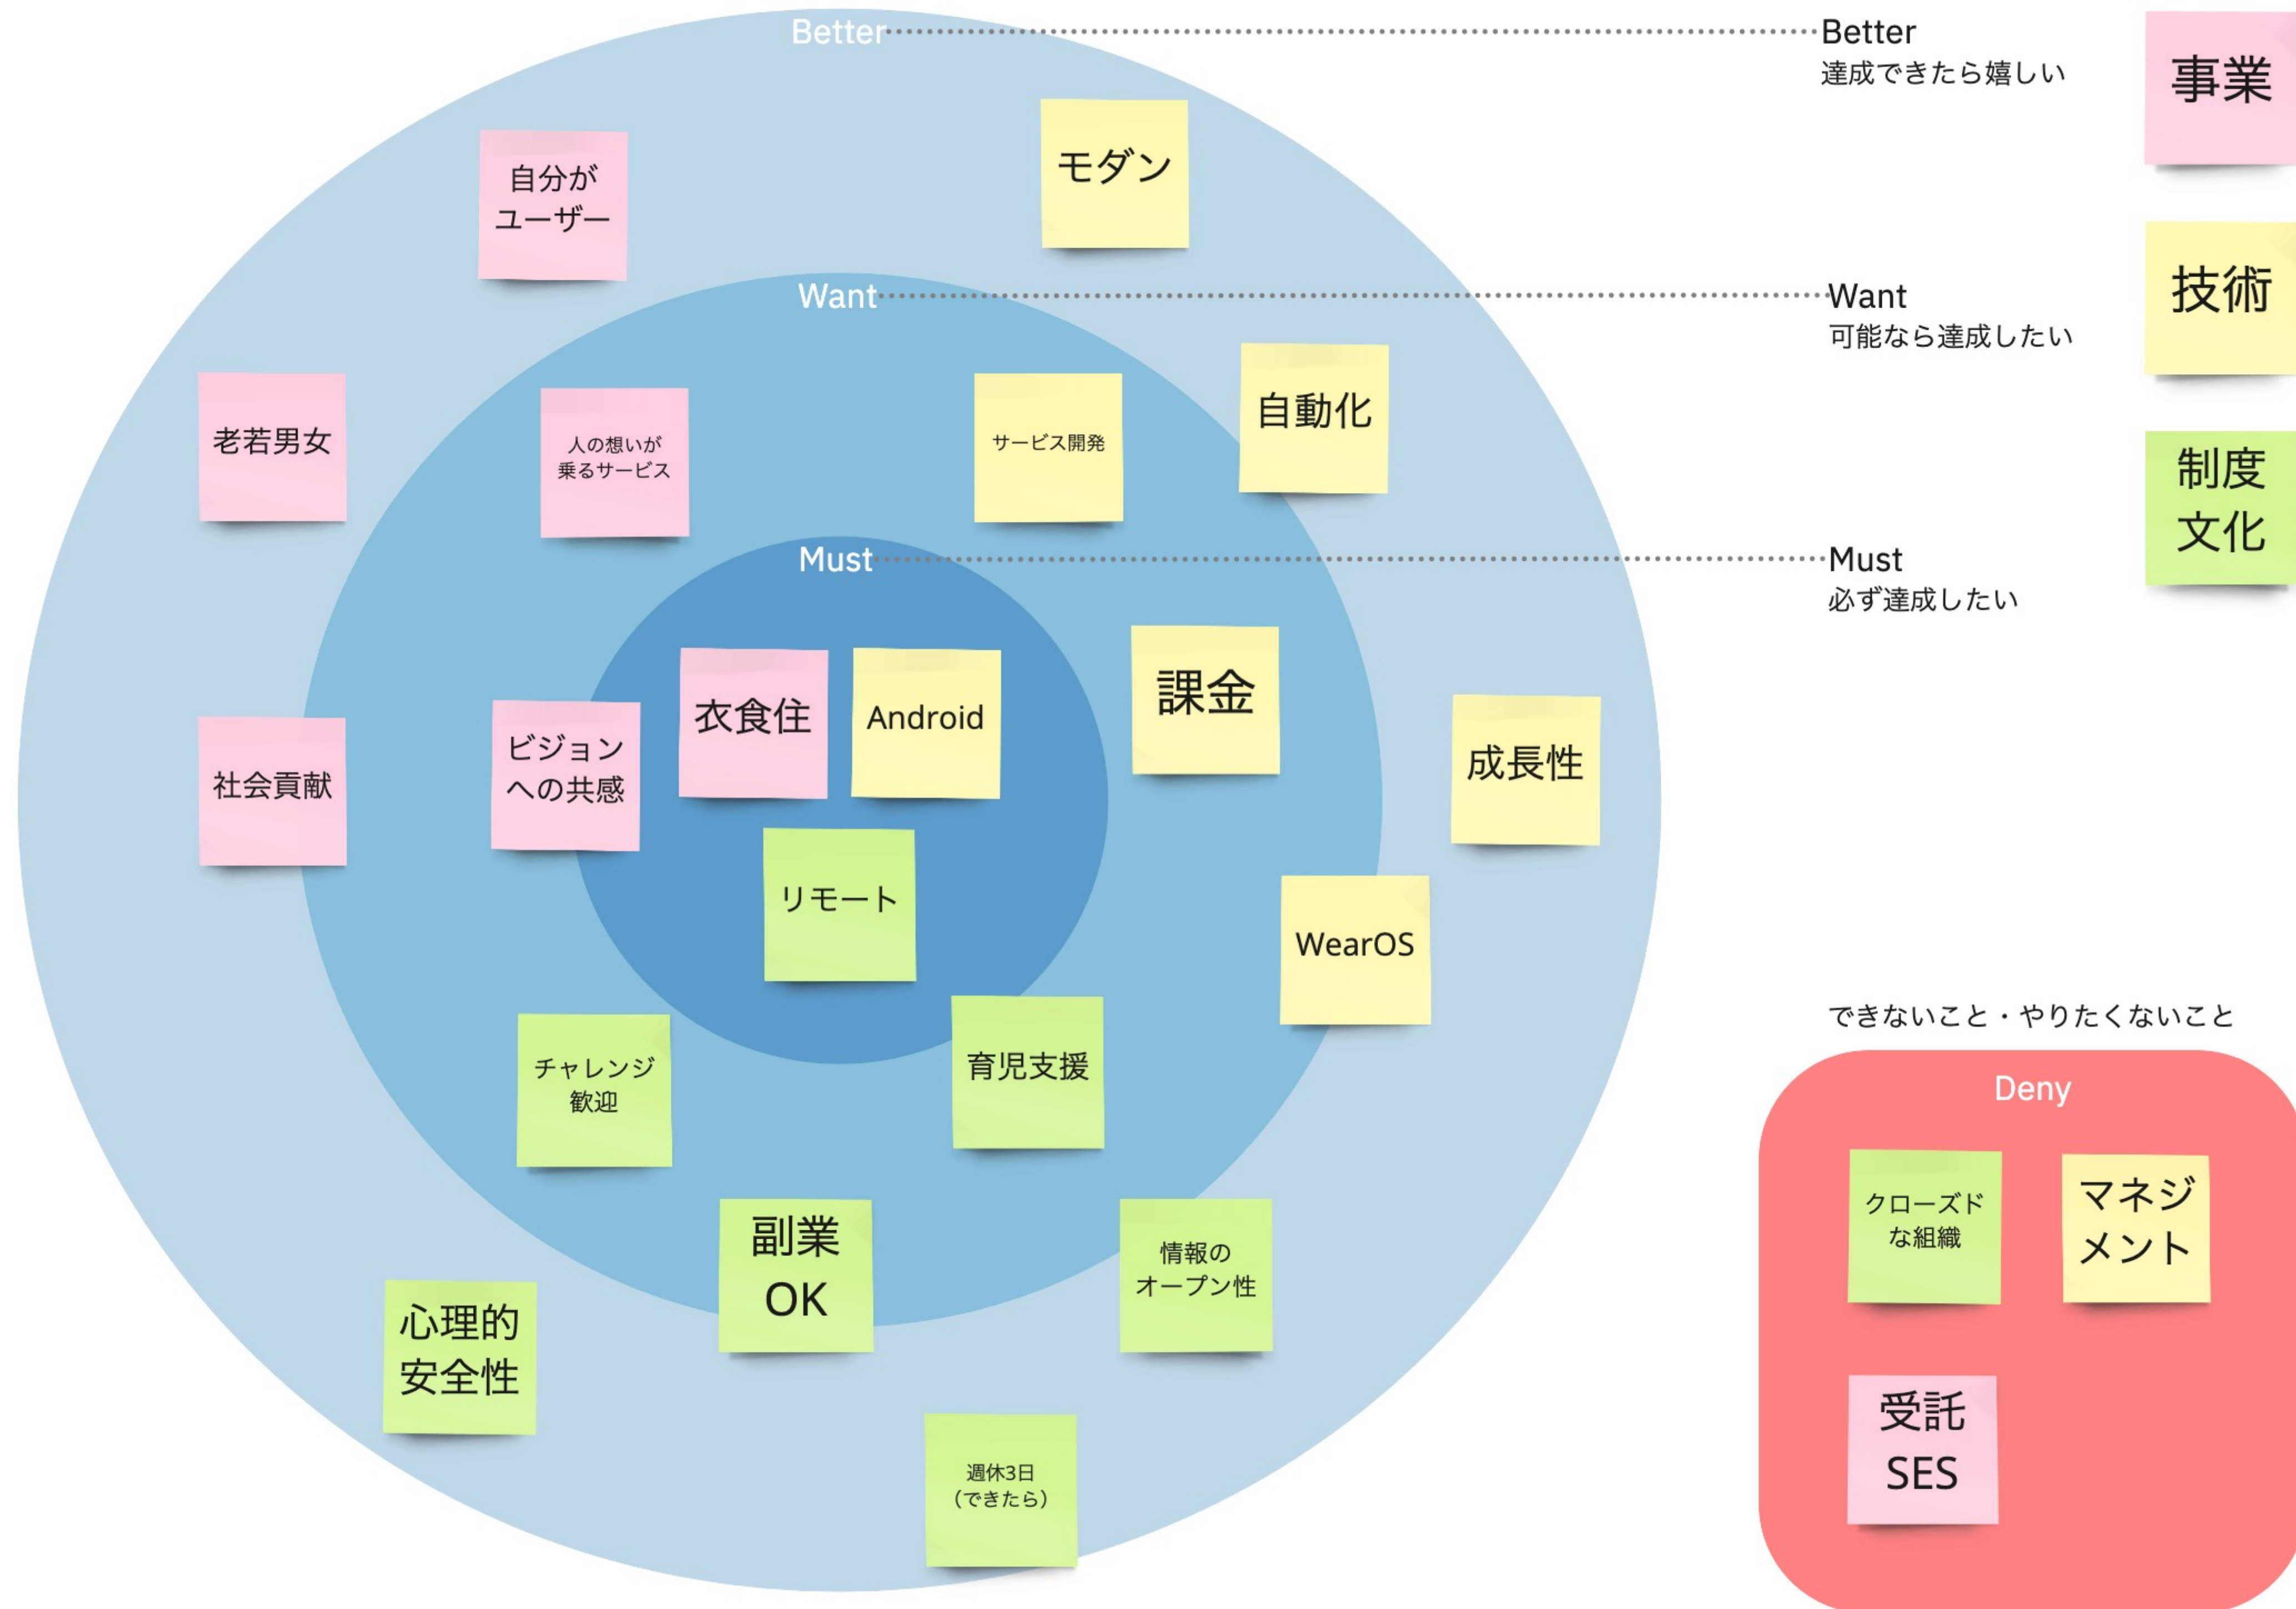 Better
Better
達成できたら嬉しい
事業
モダン
自分が
ユーザー
Want
Want
可能なら達成したい
技術
自動化
老若男女
人の想いが
乗るサービス
サービス開発
制度
文化
Must
Must
必ず達成したい
衣食住
Android
課金
ビジョン
への共感
成長性
社会貢献
リモート
WearOS
チャレンジ
歓迎
育児支援
副業
OK
情報の
オープン性
心理的
安全性
週休3日
（できたら）
できないこと・やりたくないこと
Deny
クローズド
な組織
マネジ
メント
受託
SES